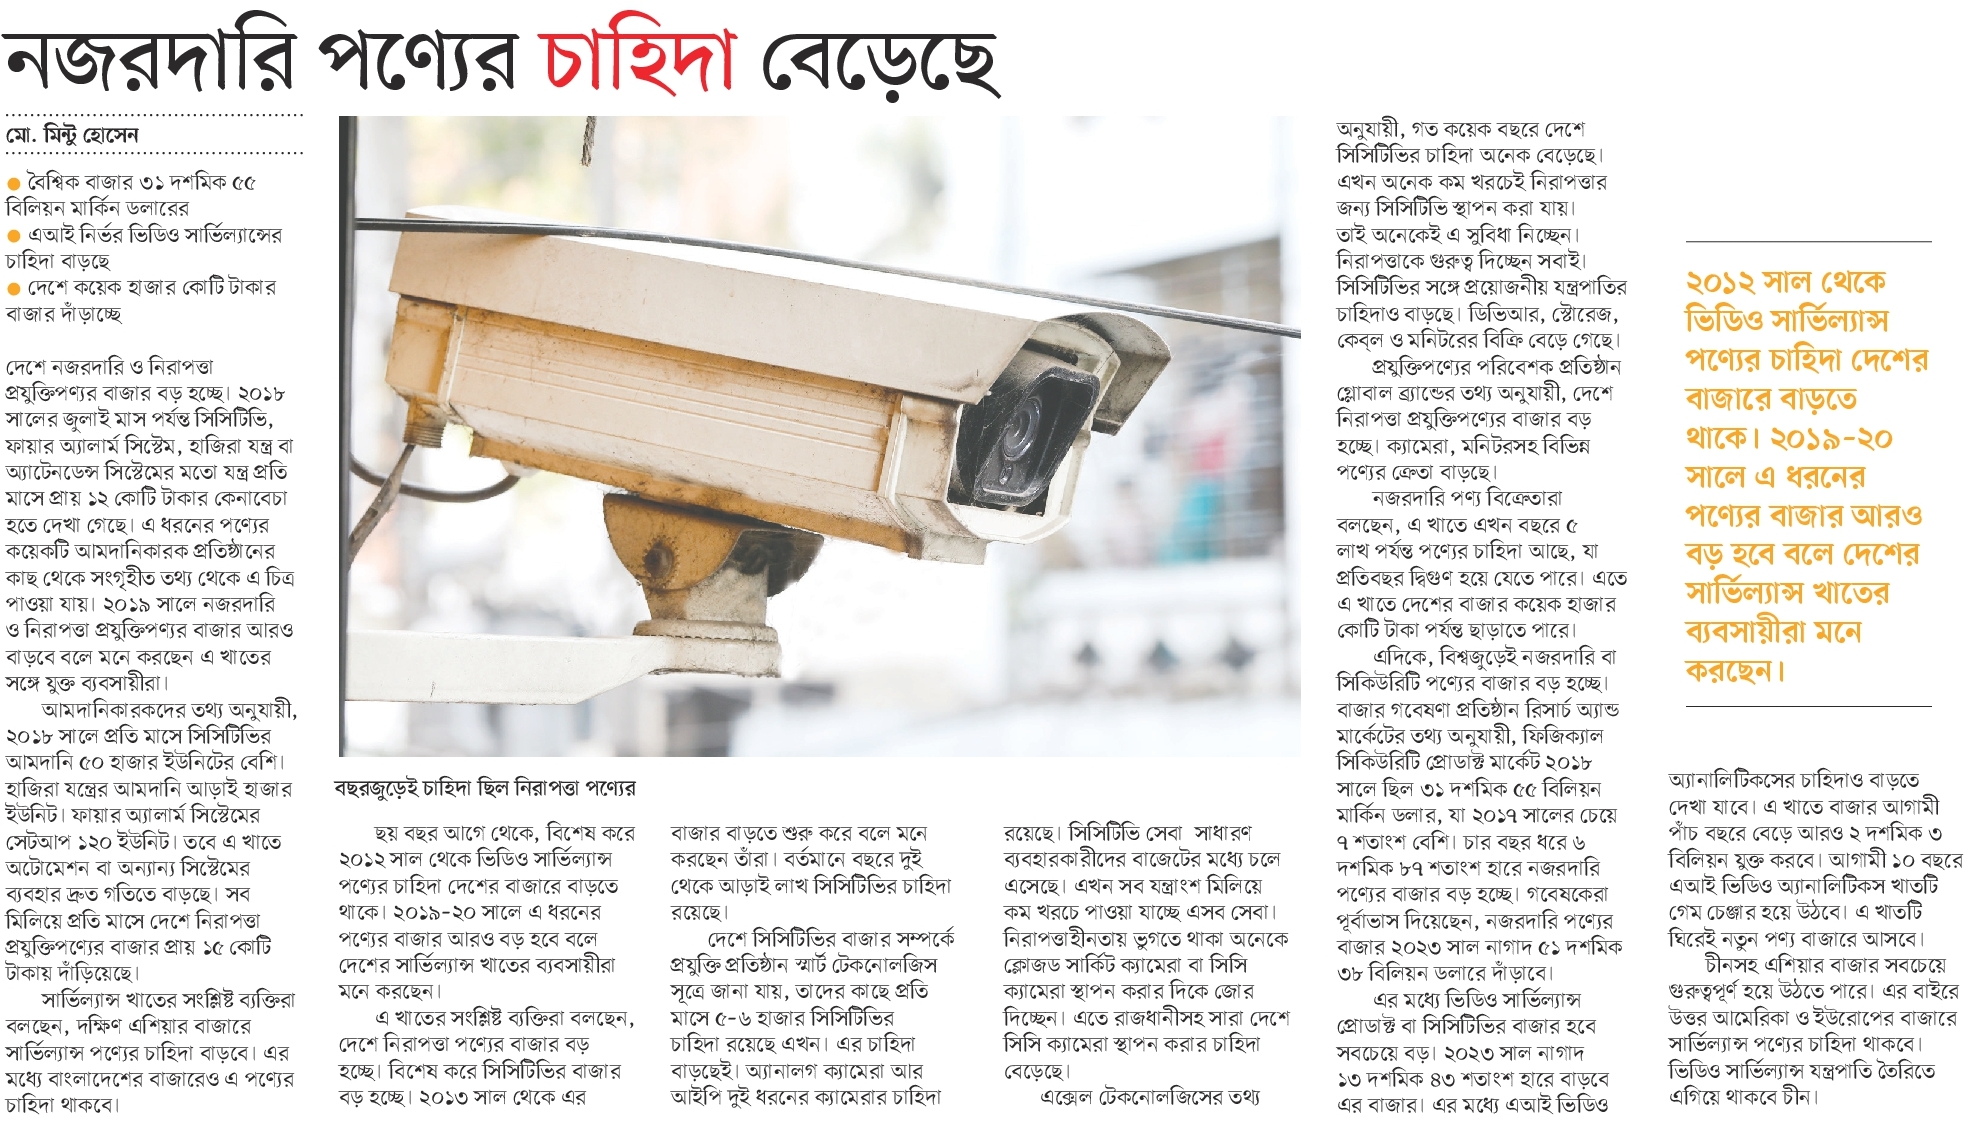 নজরদারি পণ্যের চাহিদা বেড়েছে
মো. মিন্টু হোসেন
● বৈশ্বিক বাজার ৩১ দশমিক ৫৫
বিলিয়ন মার্কিন ডলারের
● এআই নির্ভর ভিডিও সার্ভিল্যান্সের
চাহিদা বাড়ছে
● দেশে কয়েক হাজার কোটি টাকার
বাজার দাঁড়াচ্ছে
দেশে নজরদারি ও নিরাপত্তা
প্রযুক্তিপণ্যর বাজার বড় হচ্ছে। ২০১৮
সালের জুলাই মাস পর্যন্ত সিসিটিভি,
ফায়ার অ্যালার্ম সিস্টেম, হাজিরা যন্ত্র বা
অ্যাটেনডেন্স সিস্টেমের মতো যন্ত্র প্রতি
মাসে প্রায় ১২ কোটি টাকার কেনাবেচা
হতে দেখা গেছে। এ ধরনের পণ্যের
কয়েকটি আমদানিকারক প্রতিষ্ঠানের
কাছ থেকে সংগৃহীত তথ্য থেকে এ চিত্র
পাওয়া যায়। ২০১৯ সালে নজরদারি
ও নিরাপত্তা প্রযুক্তিপণ্যর বাজার আরও
বাড়বে বলে মনে করছেন এ খাতের
সঙ্গে যুক্ত ব্যবসায়ীরা।
আমদানিকারকদের তথ্য অনুযায়ী,
২০১৮ সালে প্রতি মাসে সিসিটিভির
আমদানি ৫০ হাজার ইউনিটের বেশি।
হাজিরা যন্ত্রের আমদানি আড়াই হাজার
ইউনিট। ফায়ার অ্যালার্ম সিস্টেমের
সেটআপ ১২০ ইউনিট। তবে এ খাতে
অটোমেশন বা অন্যান্য সিস্টেমের
ব্যবহার দ্রুত গতিতে বাড়ছে। সব
মিলিয়ে প্রতি মাসে দেশে নিরাপত্তা
প্রযুক্তিপণ্যের বাজার প্রায় ১৫ কোটি
টাকায় দাঁড়িয়েছে।
সার্ভিল্যান্স খাতের সংশ্লিষ্ট ব্যক্তিরা
বলছেন, দক্ষিণ এশিয়ার বাজারে
সার্ভিল্যান্স পণ্যের চাহিদা বাড়বে। এর
মধ্যে বাংলাদেশের বাজারেও এ পণ্যের
চাহিদা থাকবে।
বছরজুড়েই চাহিদা ছিল নিরাপত্তা পণ্যের
ছয় বছর আগে থেকে, বিশেষ করে
২০১২ সাল থেকে ভিডিও সার্ভিল্যান্স
পণ্যের চাহিদা দেশের বাজারে বাড়তে
থাকে। ২০১৯-২০ সালে এ ধরনের
পণ্যের বাজার আরও বড় হবে বলে
দেশের সার্ভিল্যান্স খাতের ব্যবসায়ীরা
মনে করছেন।
এ খাতের সংশ্লিষ্ট ব্যক্তিরা বলছেন,
দেশে নিরাপত্তা পণ্যের বাজার বড়
হচ্ছে। বিশেষ করে সিসিটিভির বাজার
বড় হচ্ছে। ২০১৩ সাল থেকে এর
বাজার বাড়তে শুরু করে বলে মনে
করছেন তাঁরা। বর্তমানে বছরে দুই
থেকে আড়াই লাখ সিসিটিভির চাহিদা
রয়েছে।
দেশে সিসিটিভির বাজার সম্পর্কে
প্রযুক্তি প্রতিষ্ঠান স্মার্ট টেকনোলজিস
সূত্রে জানা যায়, তাদের কাছে প্রতি
মাসে ৫-৬ হাজার সিসিটিভির
চাহিদা রয়েছে এখন। এর চাহিদা
বাড়ছেই। অ্যানালগ ক্যামেরা আর
আইপি দুই ধরনের ক্যামেরার চাহিদা
রয়েছে। সিসিটিভি সেবা সাধারণ
ব্যবহারকারীদের বাজেটের মধ্যে চলে
এসেছে। এখন সব যন্ত্রাংশ মিলিয়ে
কম খরচে পাওয়া যাচ্ছে এসব সেবা।
নিরাপত্তাহীনতায় ভুগতে থাকা অনেকে
ক্লোজড সার্কিট ক্যামেরা বা সিসি
ক্যামেরা স্থাপন করার দিকে জোর
দিচ্ছেন। এতে রাজধানীসহ সারা দেশে
সিসি ক্যামেরা স্থাপন করার চাহিদা
বেড়েছে।
এক্সেল টেকনোলজিসের তথ্য
অনুযায়ী, গত কয়েক বছরে দেশে
সিসিটিভির চাহিদা অনেক বেড়েছে।
এখন অনেক কম খরচেই নিরাপত্তার
জন্য সিসিটিভি স্থাপন করা যায়।
তাই অনেকেই এ সুবিধা নিচ্ছেন।
নিরাপত্তাকে গুরুত্ব দিচ্ছেন সবাই।
সিসিটিভির সঙ্গে প্রয়োজনীয় যন্ত্রপাতির
চাহিদাও বাড়ছে। ডিভিআর, স্টোরেজ,
কেব্‌ল ও মনিটরের বিক্রি বেড়ে গেছে।
প্রযুক্তিপণ্যের পরিবেশক প্রতিষ্ঠান
গ্লোবাল ব্র্যান্ডের তথ্য অনুযায়ী, দেশে
নিরাপত্তা প্রযুক্তিপণ্যের বাজার বড়
হচ্ছে। ক্যামেরা, মনিটরসহ বিভিন্ন
পণ্যের ক্রেতা বাড়ছে।
নজরদারি পণ্য বিক্রেতারা
বলছেন, এ খাতে এখন বছরে ৫
লাখ পর্যন্ত পণ্যের চাহিদা আছে, যা
প্রতিবছর দ্বিগুণ হয়ে যেতে পারে। এতে
এ খাতে দেশের বাজার কয়েক হাজার
কোটি টাকা পর্যন্ত ছাড়াতে পারে।
এদিকে, বিশ্বজুড়েই নজরদারি বা
সিকিউরিটি পণ্যের বাজার বড় হচ্ছে।
বাজার গবেষণা প্রতিষ্ঠান রিসার্চ অ্যান্ড
মার্কেটের তথ্য অনুযায়ী, ফিজিক্যাল
সিকিউরিটি প্রোডাক্ট মার্কেট ২০১৮
সালে ছিল ৩১ দশমিক ৫৫ বিলিয়ন
মার্কিন ডলার, যা ২০১৭ সালের চেয়ে
৭ শতাংশ বেশি। চার বছর ধরে ৬
দশমিক ৮৭ শতাংশ হারে নজরদারি
পণ্যের বাজার বড় হচ্ছে। গবেষকেরা
পূর্বাভাস দিয়েছেন, নজরদারি পণ্যের
বাজার ২০২৩ সাল নাগাদ ৫১ দশমিক
৩৮ বিলিয়ন ডলারে দাঁড়াবে।
এর মধ্যে ভিডিও সার্ভিল্যান্স
প্রোডাক্ট বা সিসিটিভির বাজার হবে
সবচেয়ে বড়। ২০২৩ সাল নাগাদ
১৩ দশমিক ৪৩ শতাংশ হারে বাড়বে
এর বাজার। এর মধ্যে এআই ভিডিও
২০১২ সাল থেকে
ভিডিও সার্ভিল্যান্স
পণ্যের চাহিদা দেশের
বাজারে বাড়তে
থাকে। ২০১৯-২০
সালে এ ধরনের
পণ্যের বাজার আরও
বড় হবে বলে দেশের
সার্ভিল্যান্স খাতের
ব্যবসায়ীরা মনে
করছেন।
অ্যানালিটিকসের চাহিদাও বাড়তে
দেখা যাবে। এ খাতে বাজার আগামী
পাঁচ বছরে বেড়ে আরও ২ দশমিক ৩
বিলিয়ন যুক্ত করবে। আগামী ১০ বছরে
এআই ভিডিও অ্যানালিটিকস খাতটি
গেম চেঞ্জার হয়ে উঠবে। এ খাতটি
ঘিরেই নতুন পণ্য বাজারে আসবে।
চীনসহ এশিয়ার বাজার সবচেয়ে
গুরুত্বপূর্ণ হয়ে উঠতে পারে। এর বাইরে
উত্তর আমেরিকা ও ইউরোপের বাজারে
সার্ভিল্যান্স পণ্যের চাহিদা থাকবে।
ভিডিও সার্ভিল্যান্স যন্ত্রপাতি তৈরিতে
এগিয়ে থাকবে চীন।